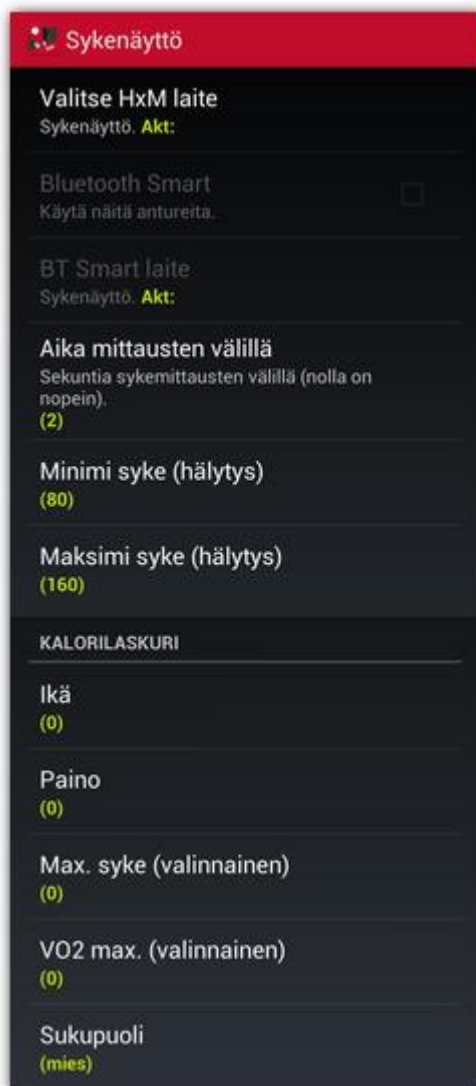 Sykenäyttö
Valitse HxM laite
Sykenäyttö. Akt:
Bluetooth Smart
Käytä näitä antureita.
BT Smart laite
Sykenäyttö. Akt:
Aika mittausten välillä
Sekuntia sykemittausten välillä (nolla on
nopein).
(2)
Minimi syke (hälytys)
(80)
Maksimi syke (hälytys)
(160)
KALORILASKURI
Ikä
(0)
Paino
(0)
Max. syke (valinnainen)
(0)
VO2 max. (valinnainen)
(0)
Sukupuoli
(mies)